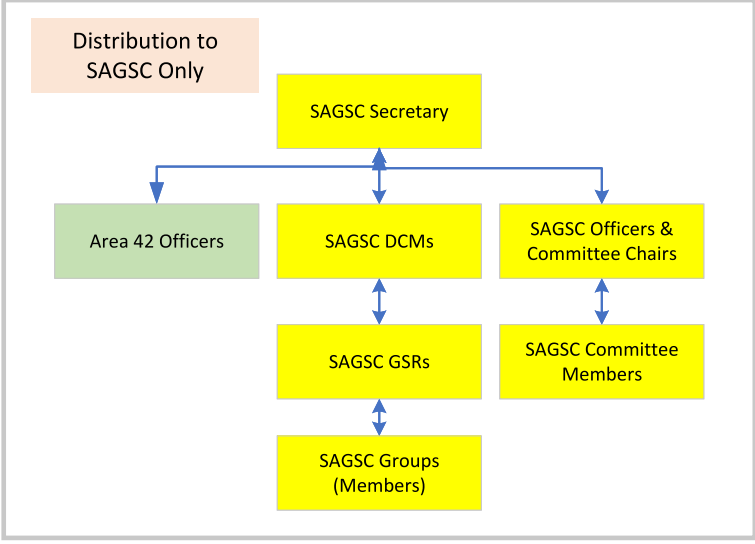 Distribution to
SAGSC Only
SAGSC Secretary
Area 42 Officers
SAGSC DCMs
SAGSC Officers &
Committee Chairs
SAGSC GSRs
SAGSC Committee
Members
SAGSC Groups
(Members)